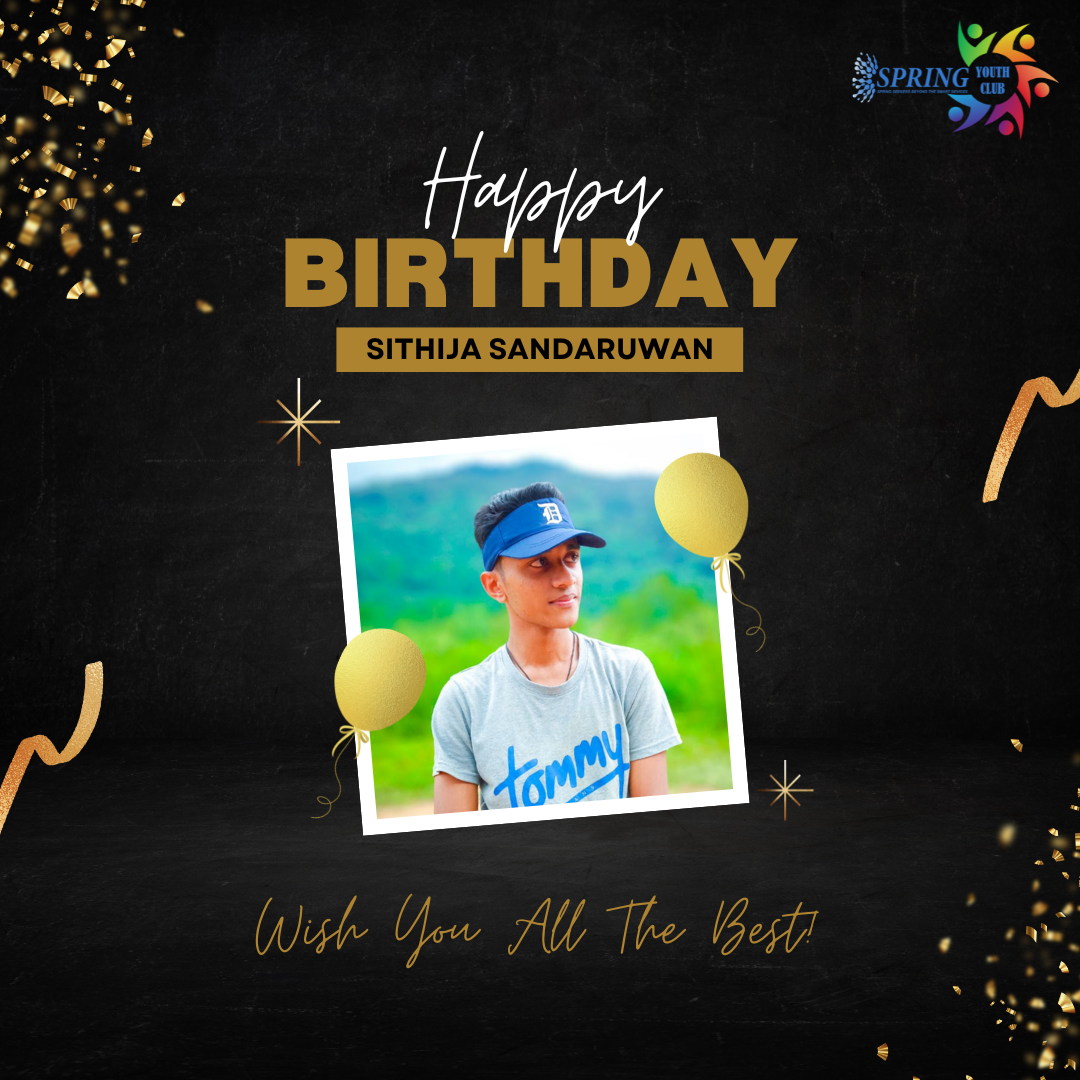 SPRING YOUTH
CLUB
Happy
BIRTHDAY
SITHIJA SANDARUWAN
D
tommy
Wish You All The Best!